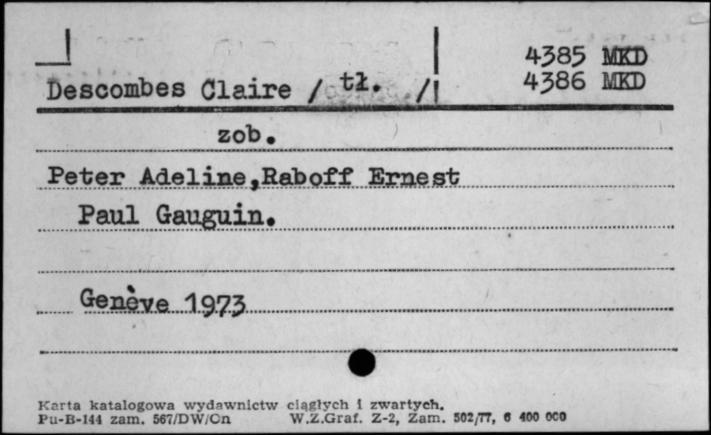 4385 MKD
Descombes Claire / tł. / 4386 MKD
zob.
Peter Adeline,Raboff Ernest
Paul Gauguin.
Genève 1973
Karta katalogowa wydawnictw ciągłych i zwartych.
Pu-B-144 zam. 567/DW/On W.Z.Graf. Z-2, Zam. 502/77, 6 400 000